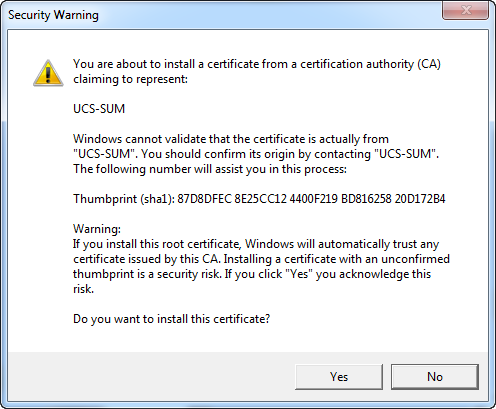 Security Warning
You are about to install a certificate from a certification authority (CA)
claiming to represent:
UCS-SUM
Windows cannot validate that the certificate is actually from
"UCS-SUM". You should confirm its origin by contacting "UCS-SUM".
The following number will assist you in this process:
Thumbprint (sha1): 87D8DFEC 8E25CC12 4400F219 BD816258 20D172B4
Warning:
If you install this root certificate, Windows will automatically trust any
certificate issued by this CA. Installing a certificate with an unconfirmed
thumbprint is a security risk. If you click "Yes" you acknowledge this
risk.
Do you want to install this certificate?
Yes
No